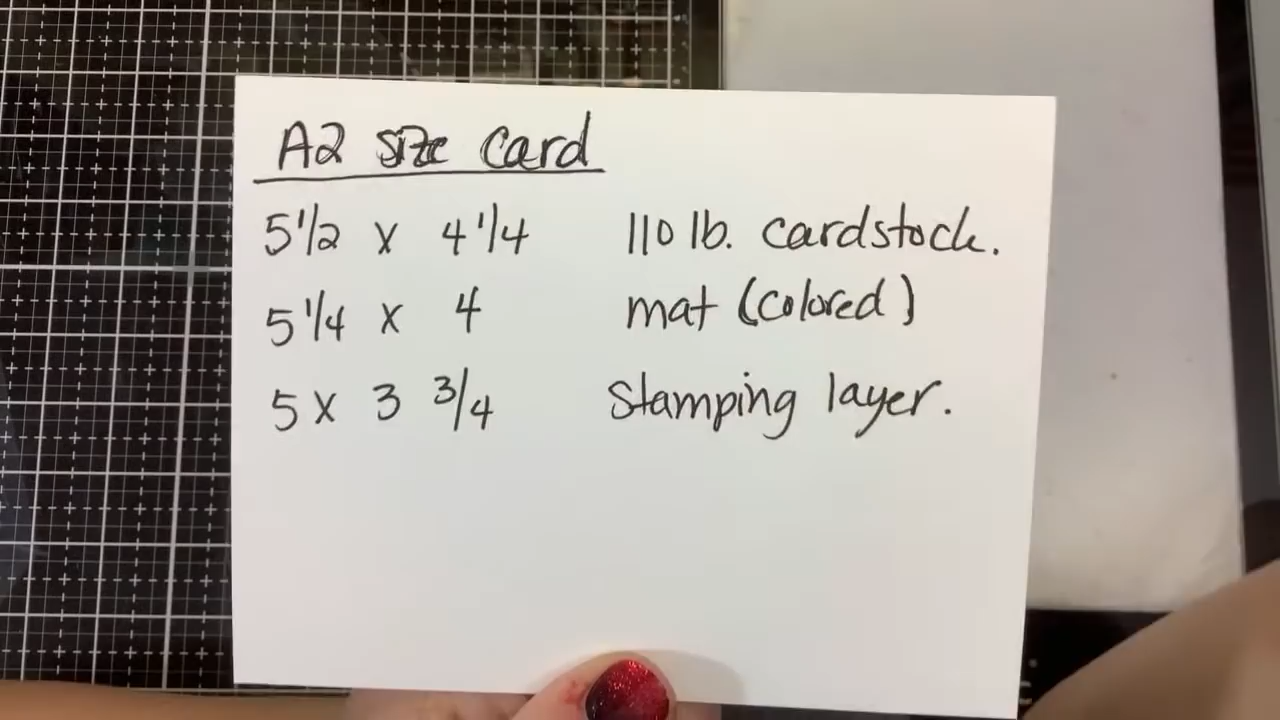 A2 size card
5 1/2 x 4 1/4 110 lb. cardstock.
5 1/4 x 4 mat (colored)
5 x 3 3/4 Stamping layer.